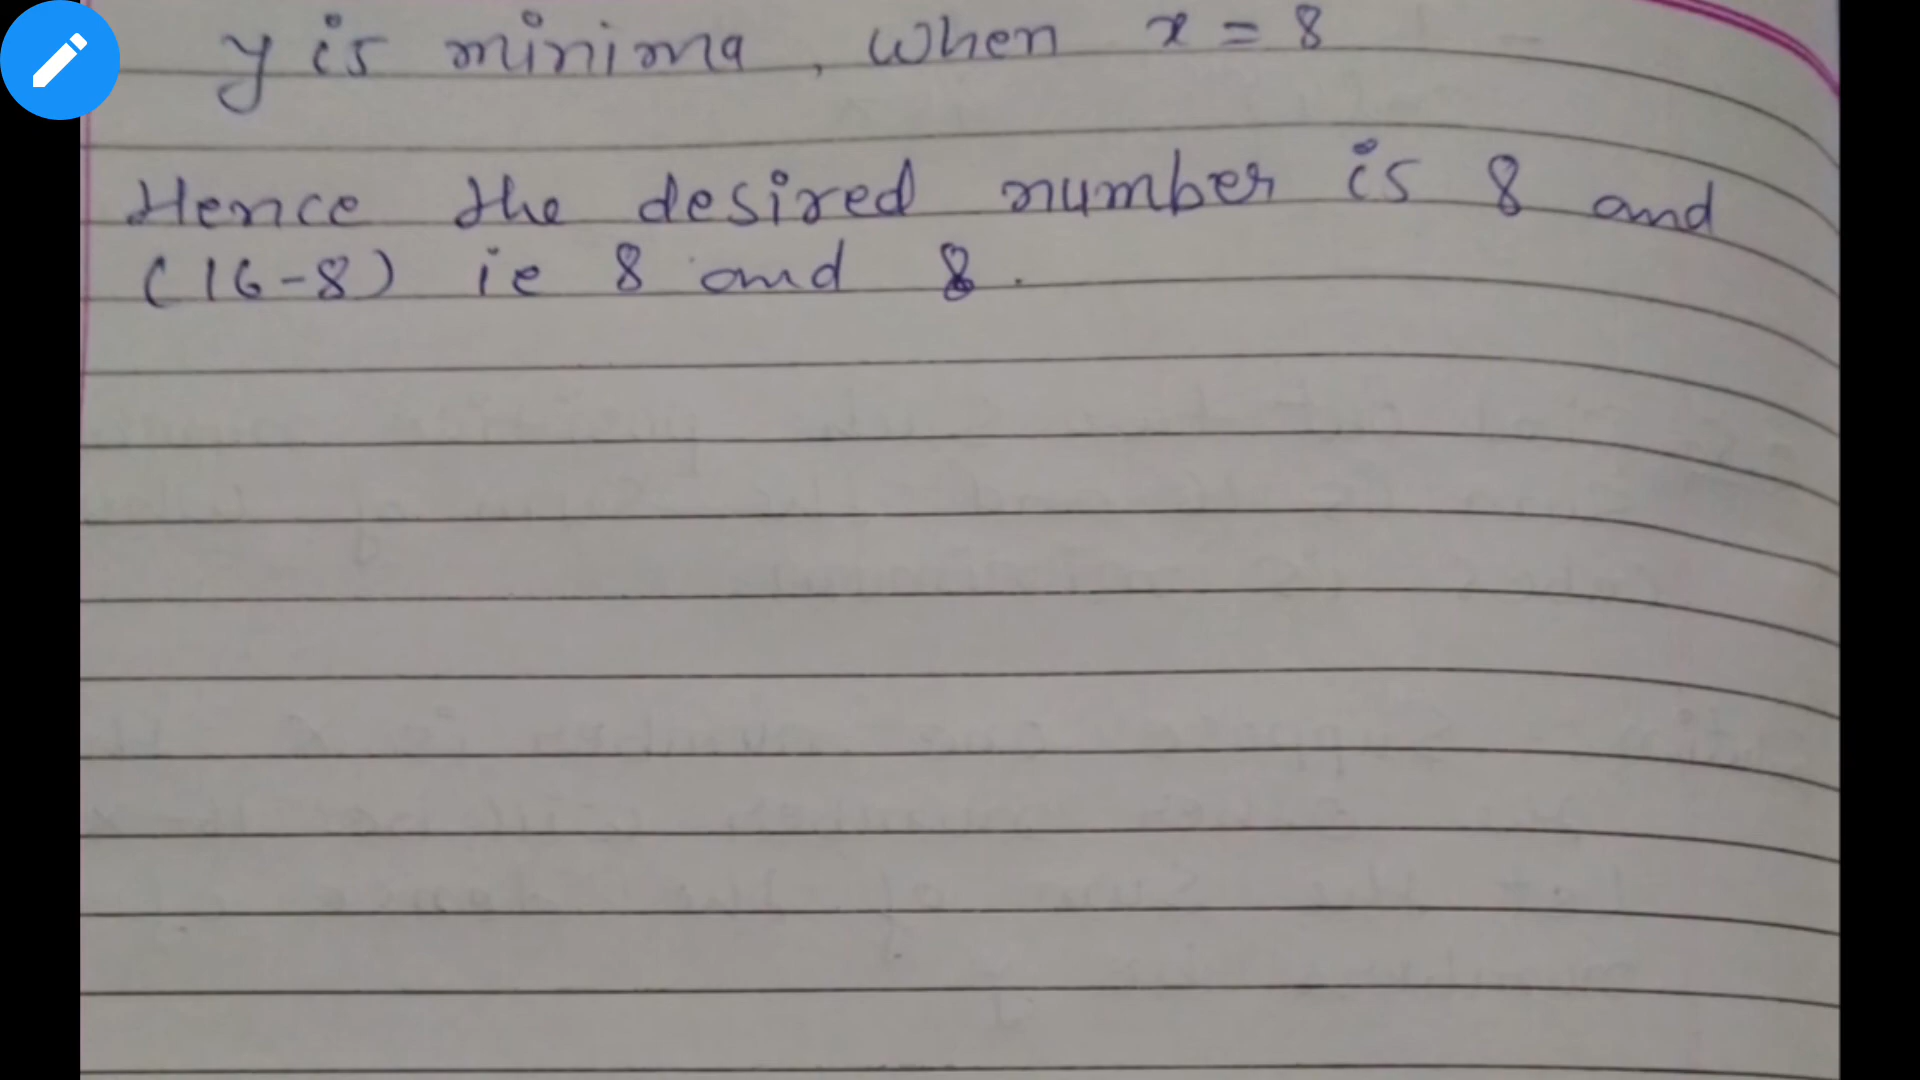 y is minima, when x = 8
Hence the desired number is 8 and
(16-8) ie 8 and 8.